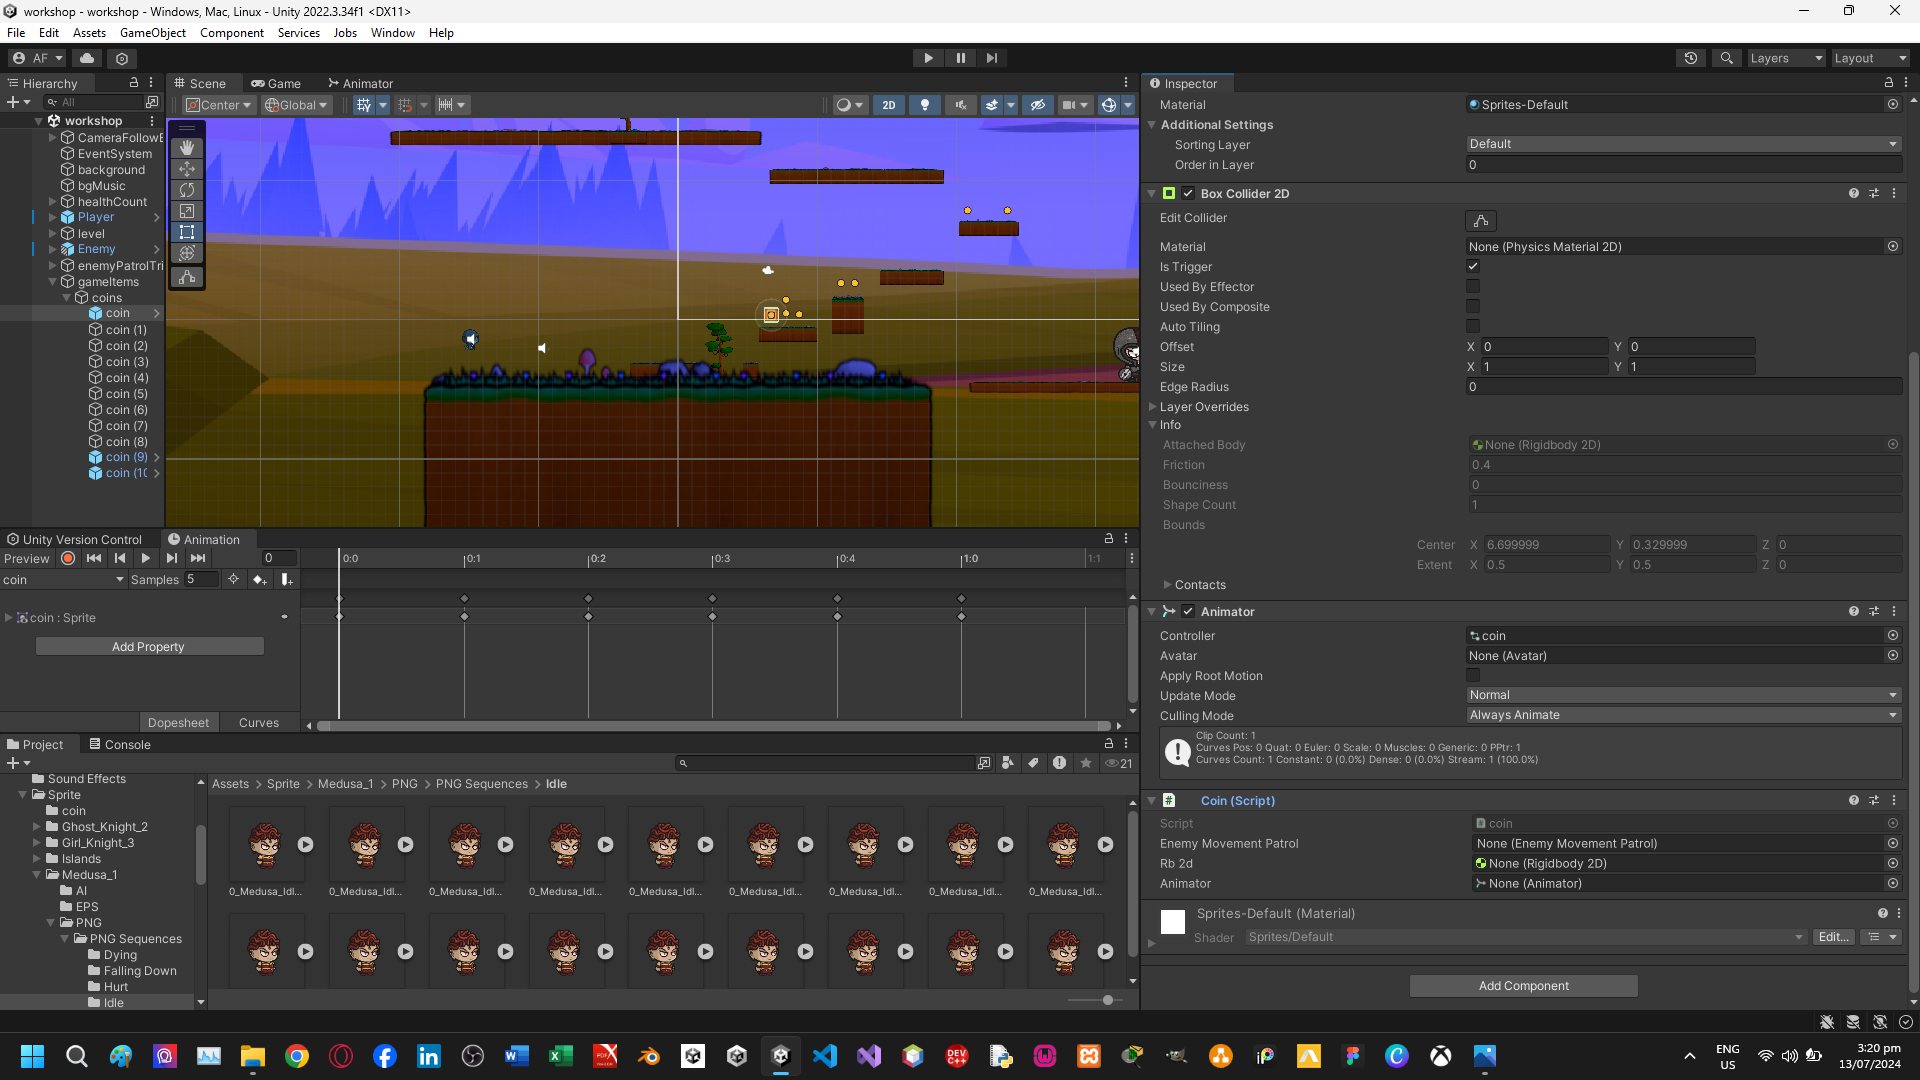 workshop - workshop - Windows, Mac, Linux - Unity 2022.3.34f1 <DX11>
File Edit Assets GameObject Component Services Jobs Window Help
AF
Layers
Layout
Hierarchy
All
workshop
CameraFollowE
EventSystem
background
bgMusic
healthCount
Player
level
Enemy
enemyPatrolTri
gameItems
coins
coin
coin (1)
coin (2)
coin (3)
coin (4)
coin (5)
coin (6)
coin (7)
coin (8)
coin (9)
coin (1(
Scene Game Animator
Center Global 2D
Unity Version Control Animation
Preview 0
coin Samples 5
0:0 0:1 0:2 0:3 0:4 1:0 1:1
coin : Sprite
Add Property
Dopesheet Curves
Project Console
21
Sound Effects
Sprite
coin
Ghost_Knight_2
Girl_Knight_3
Islands
Medusa_1
AI
EPS
PNG
PNG Sequences
Dying
Falling Down
Hurt
Idle
Assets > Sprite > Medusa_1 > PNG > PNG Sequences > Idle
0_Medusa_Idl... 0_Medusa_Idl... 0_Medusa_Idl... 0_Medusa_Idl... 0_Medusa_Idl... 0_Medusa_Idl... 0_Medusa_Idl... 0_Medusa_Idl... 0_Medusa_Idl...
Inspector
Material Sprites-Default
Additional Settings
Sorting Layer Default
Order in Layer 0
Box Collider 2D
Edit Collider
Material None (Physics Material 2D)
Is Trigger
Used By Effector
Used By Composite
Auto Tiling
Offset X 0 Y 0
Size X 1 Y 1
Edge Radius 0
Layer Overrides
Info
Attached Body None (Rigidbody 2D)
Friction 0.4
Bounciness 0
Shape Count 1
Bounds
Center X 6.699999 Y 0.329999 Z 0
Extent X 0.5 Y 0.5 Z 0
Contacts
Animator
Controller coin
Avatar None (Avatar)
Apply Root Motion
Update Mode Normal
Culling Mode Always Animate
Clip Count: 1
Curves Pos: 0 Quat: 0 Euler: 0 Scale: 0 Muscles: 0 Generic: 0 PPtr: 1
Curves Count: 1 Constant: 0 (0.0%) Dense: 0 (0.0%) Stream: 1 (100.0%)
# Coin (Script)
Script coin
Enemy Movement Patrol None (Enemy Movement Patrol)
Rb 2d None (Rigidbody 2D)
Animator None (Animator)
Sprites-Default (Material)
Shader Sprites/Default Edit...
Add Component
ENG
US
3:20 pm
13/07/2024